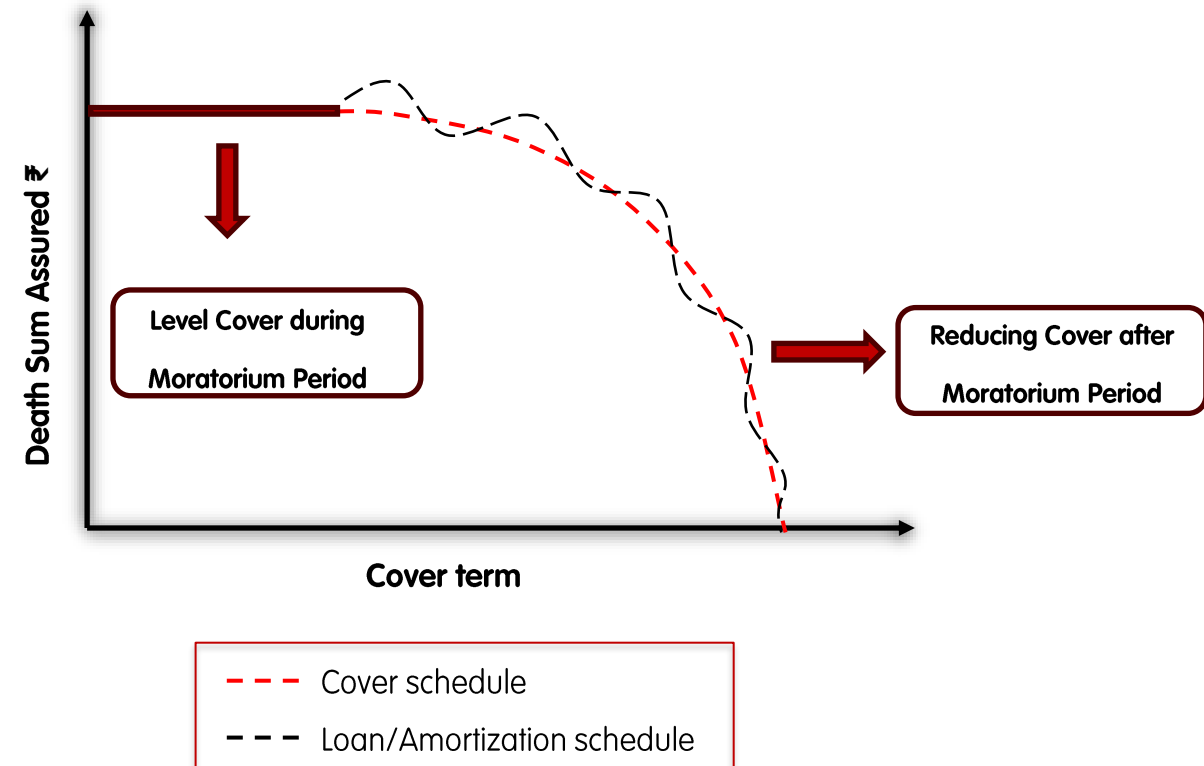 Death Sum Assured ₹
Level Cover during
Moratorium Period
Reducing Cover after
Moratorium Period
Cover term
Cover schedule
Loan/Amortization schedule